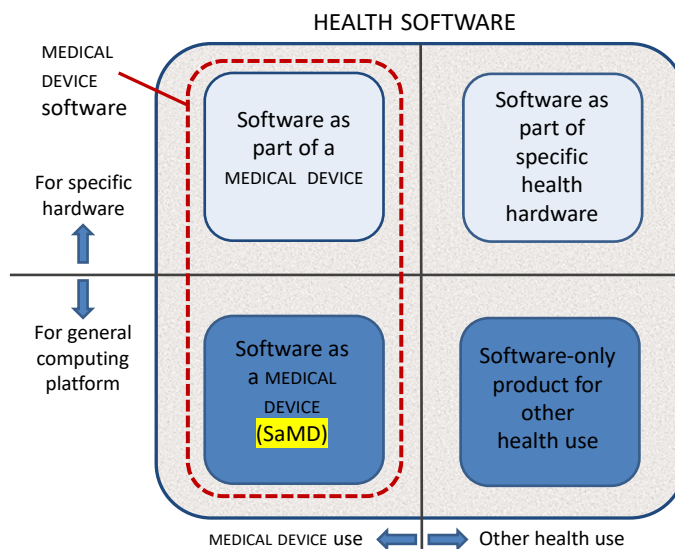 HEALTH SOFTWARE
MEDICAL
DEVICE
software
Software as
part of a
MEDICAL DEVICE
Software as
part of
specific
health
hardware
For specific
hardware
For general
computing
platform
Software as
a MEDICAL
DEVICE
(SaMD)
Software-only
product for
other
health use
MEDICAL DEVICE use
Other health use